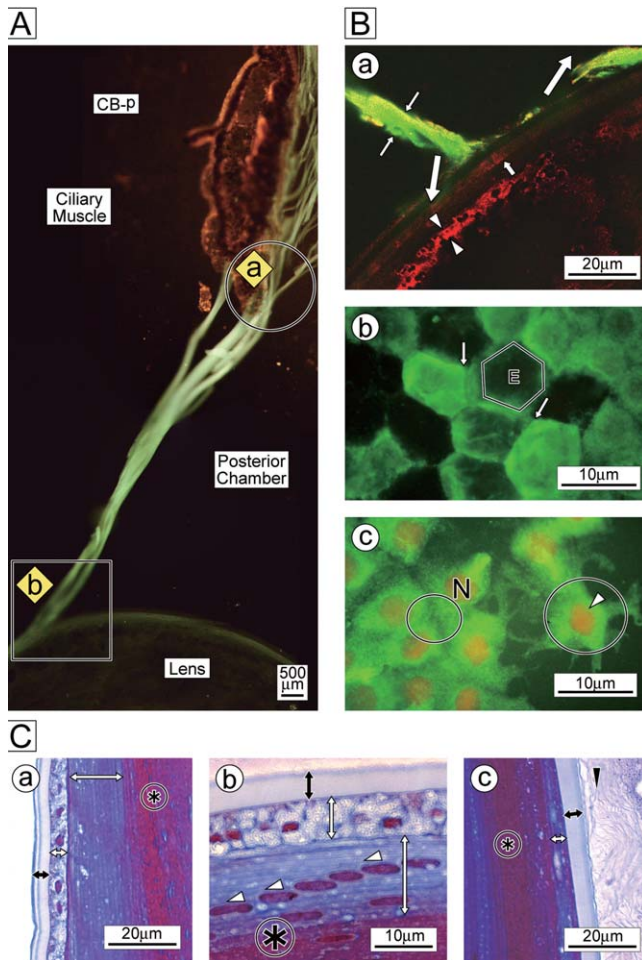 A
CB-p
Ciliary
Muscle
a
Posterior
Chamber
b
Lens
500
μm
B
a
20μm
b
E
10μm
c
N
10μm
C
a
*
20μm
b
*
10μm
c
*
20μm